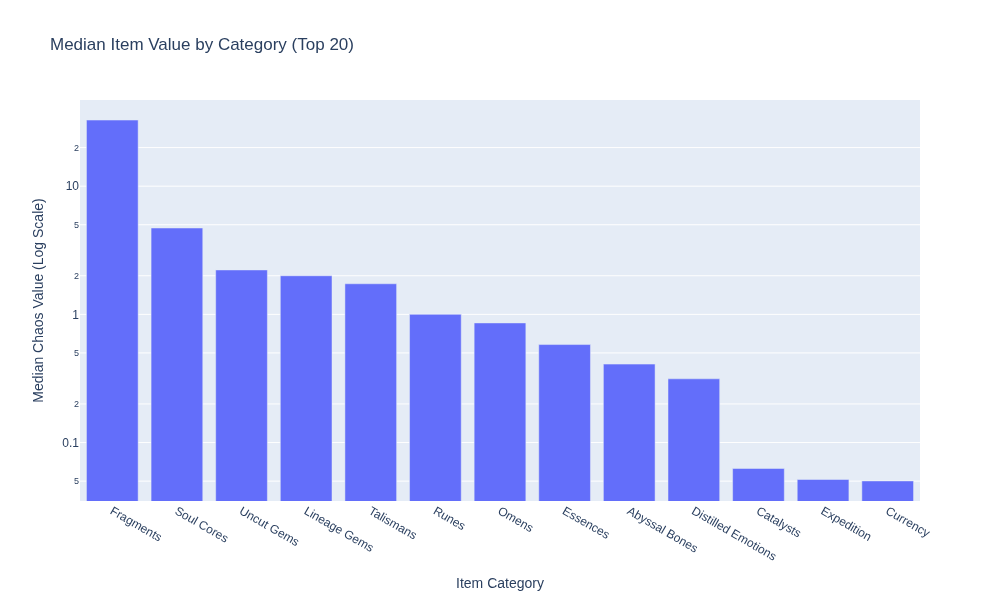 Median Item Value by Category (Top 20)
Median Chaos Value (Log Scale)
2
10
5
2
1
5
2
0.1
5
Fragments
Soul Cores
Uncut Gems
Lineage Gems
Talismans
Runes
Omens
Essences
Abyssal Bones
Distilled Emotions
Catalysts
Expedition
Currency
Item Category